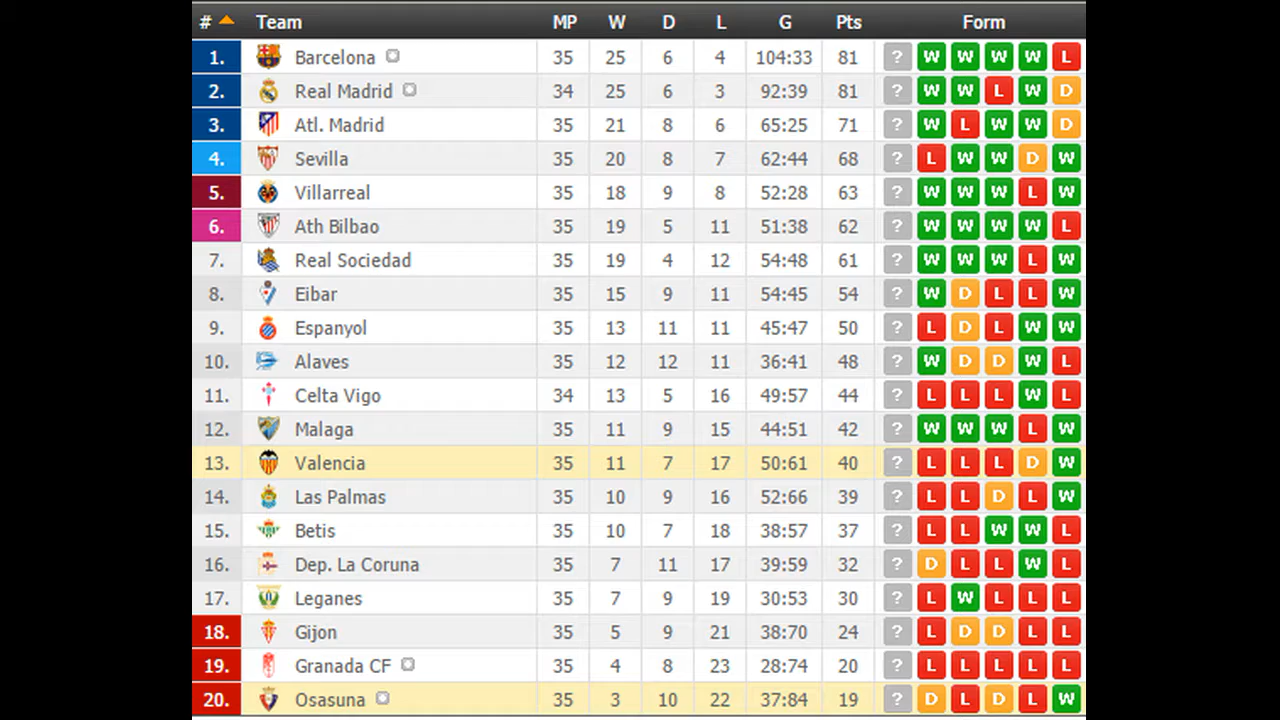 # Team MP W D L G Pts Form
1. Barcelona 35 25 6 4 104:33 81 ? W W W W L
2. Real Madrid 34 25 6 3 92:39 81 ? W W L W D
3. Atl. Madrid 35 21 8 6 65:25 71 ? W L W W D
4. Sevilla 35 20 8 7 62:44 68 ? L W W D W
5. Villarreal 35 18 9 8 52:28 63 ? W W W L W
6. Ath Bilbao 35 19 5 11 51:38 62 ? W W W W L
7. Real Sociedad 35 19 4 12 54:48 61 ? W W W L W
8. Eibar 35 15 9 11 54:45 54 ? W D L L W
9. Espanyol 35 13 11 11 45:47 50 ? L D L W W
10. Alaves 35 12 12 11 36:41 48 ? W D D W L
11. Celta Vigo 34 13 5 16 49:57 44 ? L L L W L
12. Malaga 35 11 9 15 44:51 42 ? W W W L W
13. Valencia 35 11 7 17 50:61 40 ? L L L D W
14. Las Palmas 35 10 9 16 52:66 39 ? L L D L W
15. Betis 35 10 7 18 38:57 37 ? L L W W L
16. Dep. La Coruna 35 7 11 17 39:59 32 ? D L L W L
17. Leganes 35 7 9 19 30:53 30 ? L W L L L
18. Gijon 35 5 9 21 38:70 24 ? L D D L L
19. Granada CF 35 4 8 23 28:74 20 ? L L L L L
20. Osasuna 35 3 10 22 37:84 19 ? D L D L W